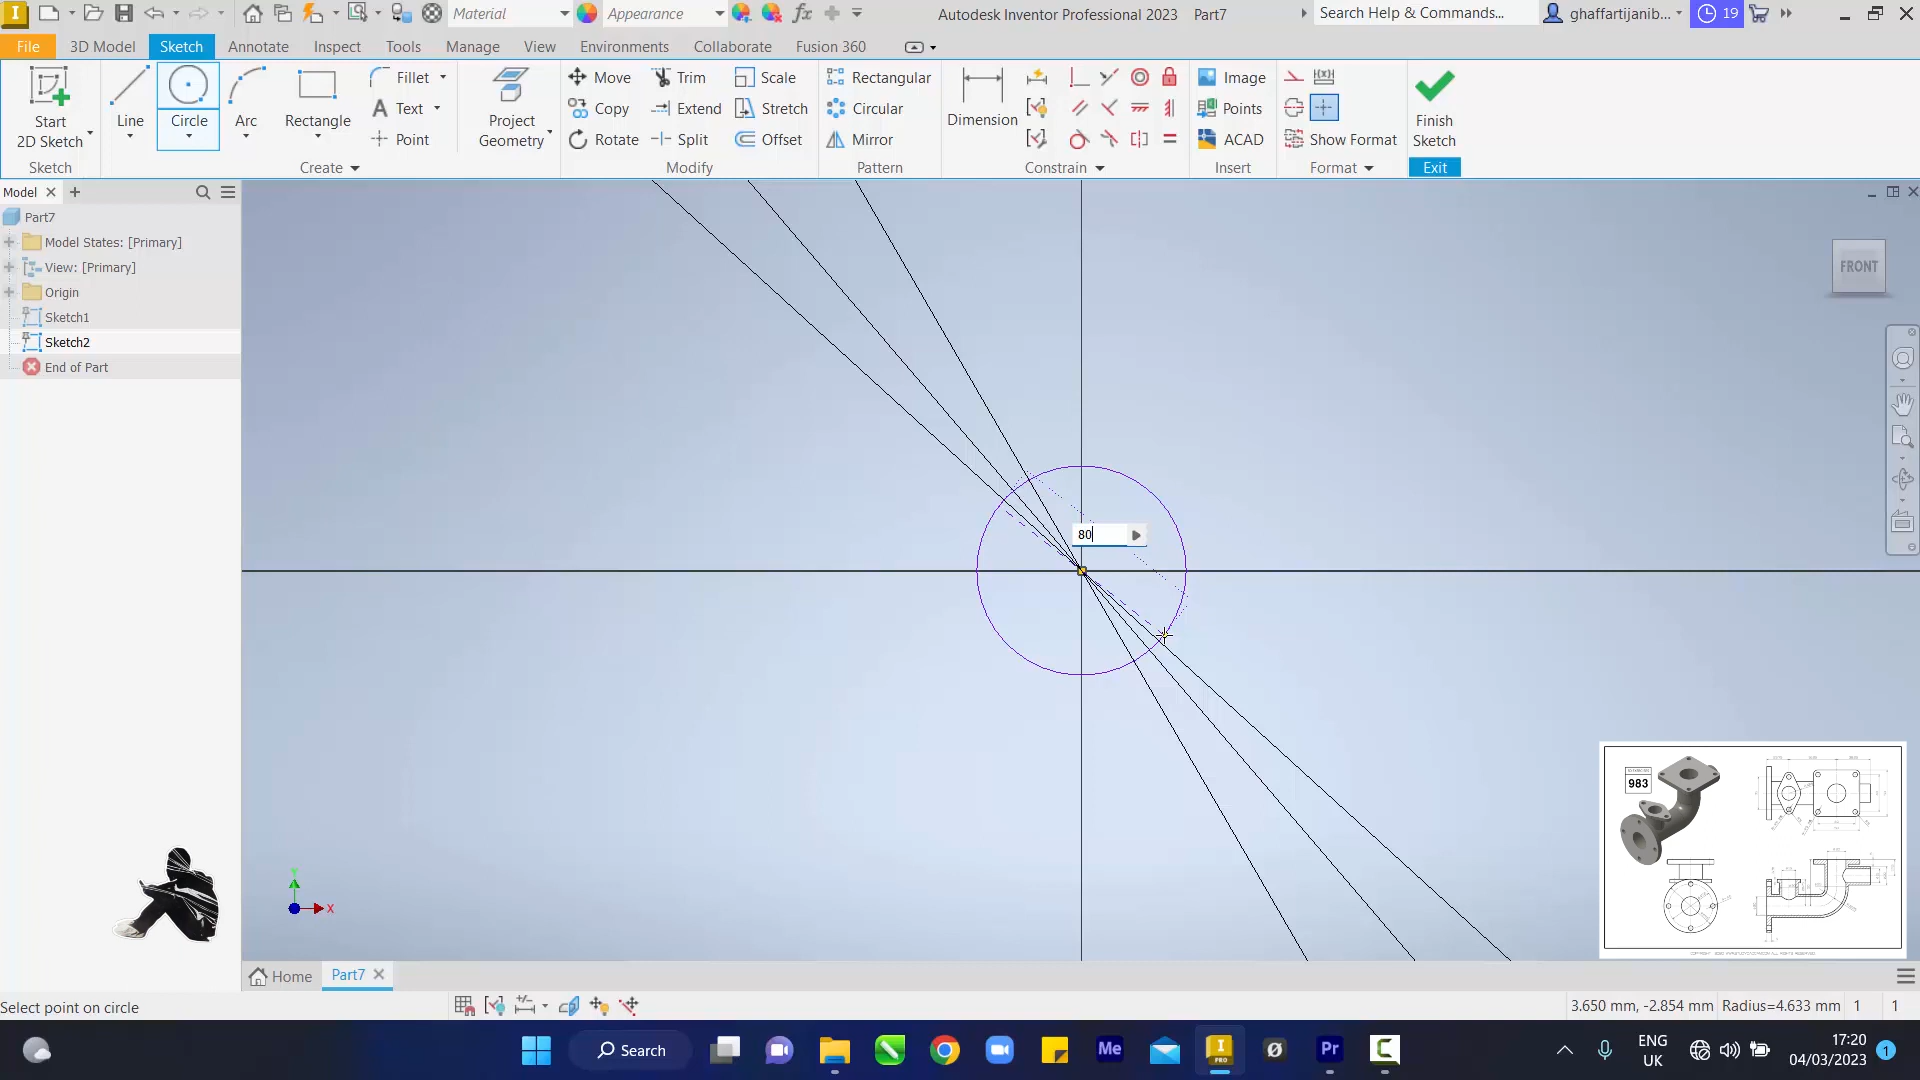 Material
Appearance
fx
Autodesk Inventor Professional 2023 Part7
Search Help & Commands...
ghaffartijanib...
19
File
3D Model
Sketch
Annotate
Inspect
Tools
Manage
View
Environments
Collaborate
Fusion 360
Start
2D Sketch
Line
Circle
Arc
Rectangle
Fillet
Text
Point
Project
Geometry
Move
Copy
Rotate
Trim
Extend
Split
Scale
Stretch
Offset
Rectangular
Circular
Mirror
Dimension
Image
Points
ACAD
Show Format
Finish
Sketch
Sketch
Create
Modify
Pattern
Constrain
Insert
Format
Exit
Model
Part7
Model States: [Primary]
View: [Primary]
Origin
Sketch1
Sketch2
End of Part
FRONT
80
983
Y
X
Home
Part7
Select point on circle
3.650 mm, -2.854 mm
Radius=4.633 mm
1
1
Search
Me
PRO
Pr
ENG
UK
17:20
04/03/2023
1